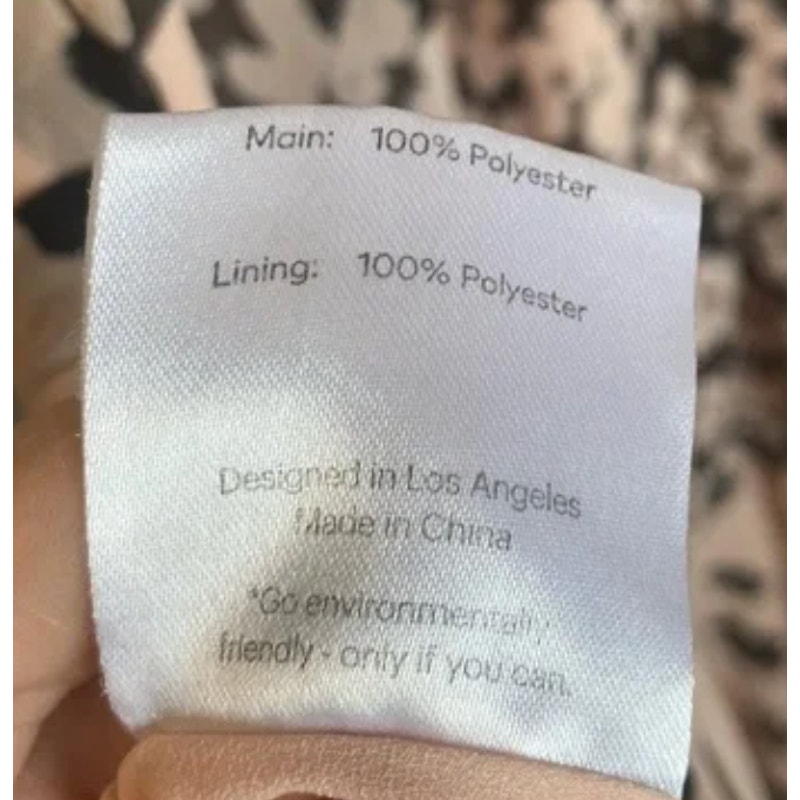 Main: 100% Polyester
Lining: 100% Polyester
Designed in Los Angeles
Made in China
*Go environmentally
friendly - only if you can.